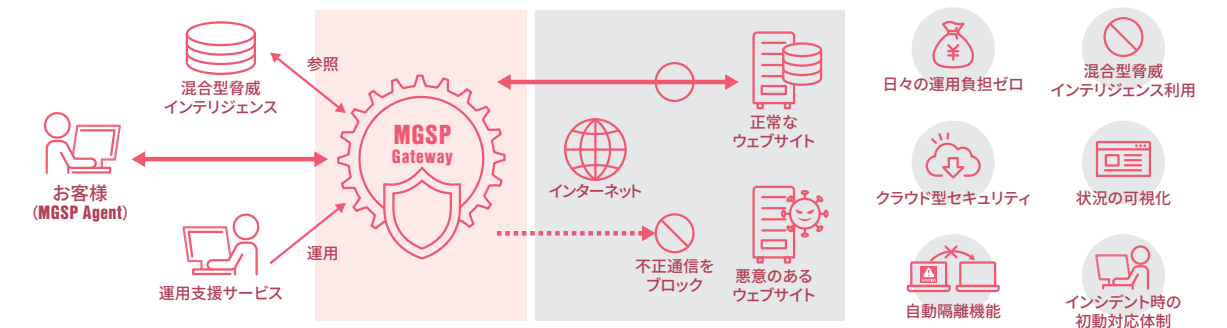 混合型脅威
インテリジェンス
参照
お客様
(MGSP Agent)
MGSP
Gateway
運用
運用支援サービス
インターネット
正常な
ウェブサイト
不正通信を
ブロック
悪意のある
ウェブサイト
日々の運用負担ゼロ
混合型脅威
インテリジェンス利用
クラウド型セキュリティ
状況の可視化
自動隔離機能
インシデント時の
初動対応体制